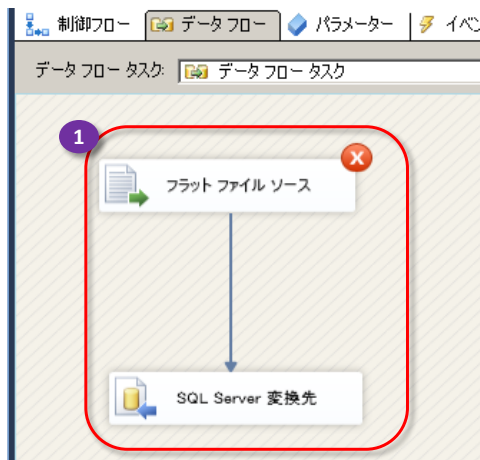 制御フロー データ フロー パラメーター イベン
データ フロー タスク: データ フロー タスク
1
フラット ファイル ソース
SQL Server 変換先